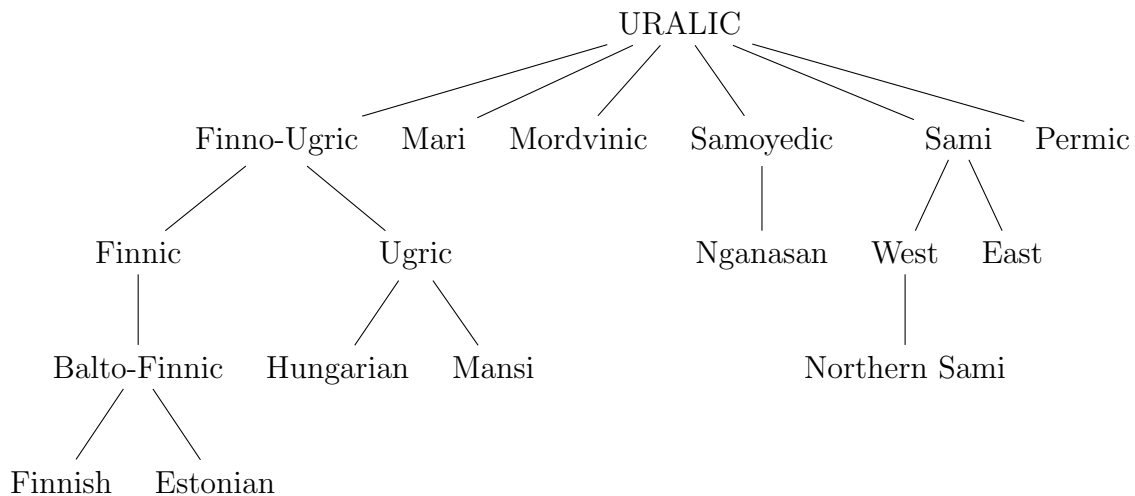 URALIC
Finno-Ugric Mari Mordvinic Samoyedic Sami Permic
Finnic Ugric Nganasan West East
Balto-Finnic Hungarian Mansi Northern Sami
Finnish Estonian